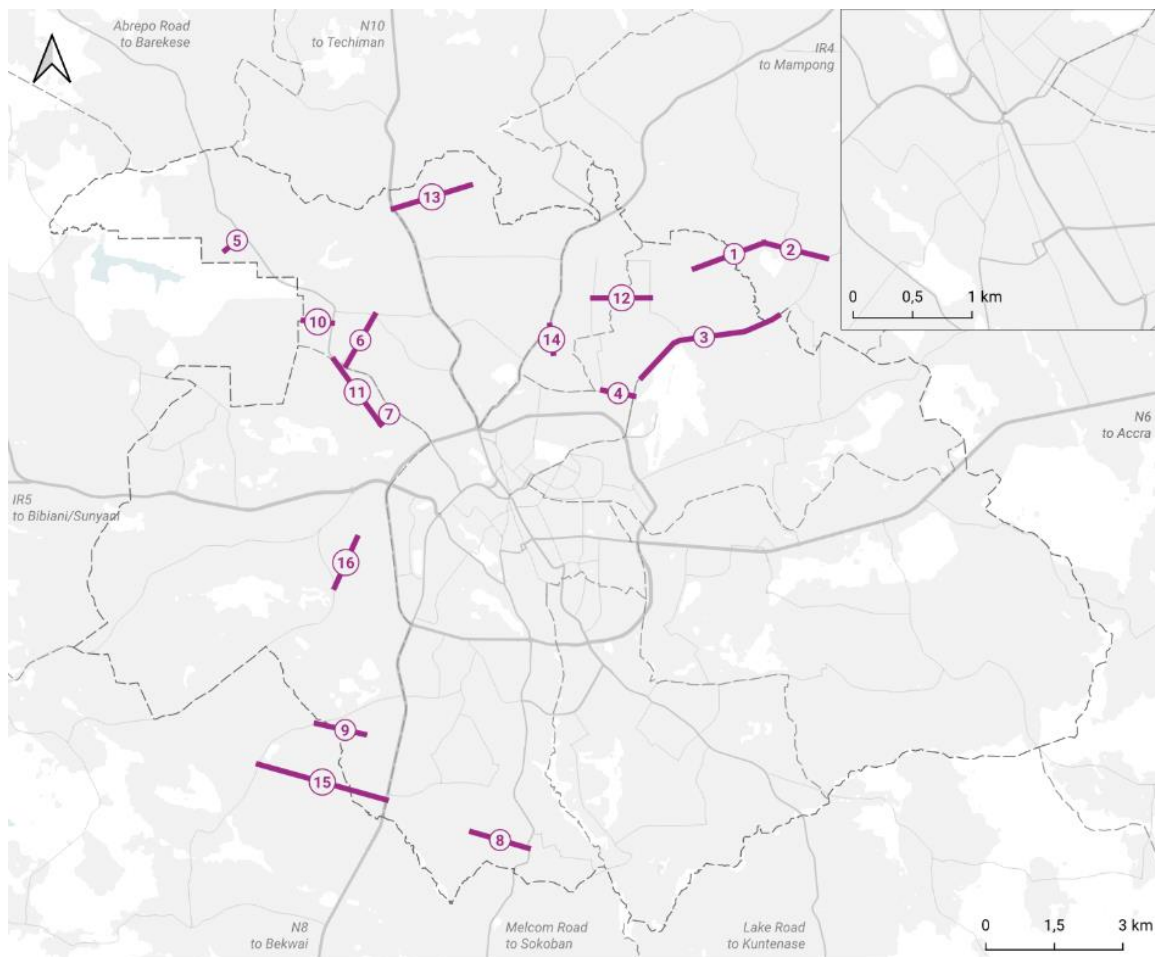 Abrepo Road
to Barekese
N10
to Techiman
IR4
to Mampong
0 0,5 1 km
13
5
1
2
12
10
6
14
3
11
4
7
N6
to Accra
IR5
to Bibiani/Sunyani
16
9
15
8
N8
to Bekwai
Melcom Road
to Sokoban
Lake Road
to Kuntenase
0 1,5 3 km